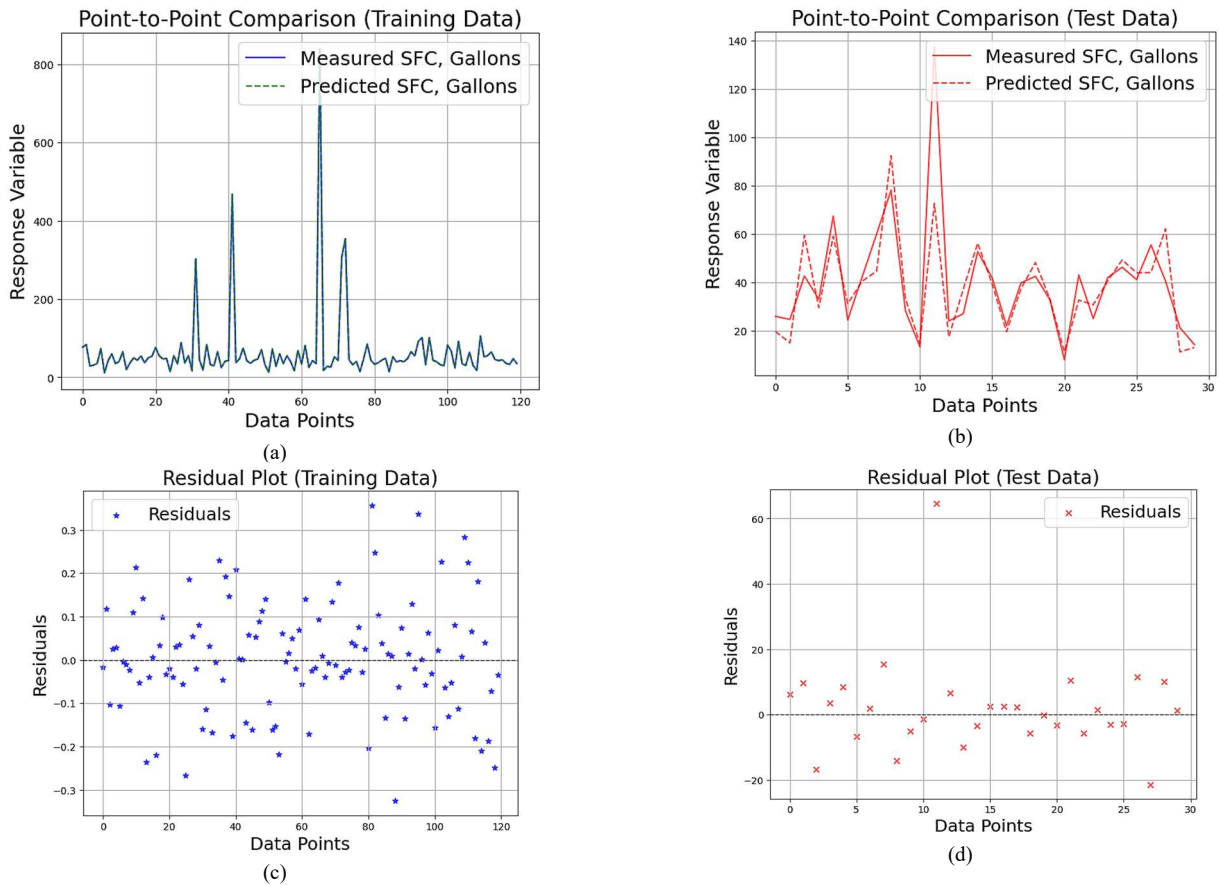 Point-to-Point Comparison (Training Data)
Measured SFC, Gallons
Predicted SFC, Gallons
Response Variable
800
600
400
200
0
0 20 40 60 80 100 120
Data Points
(a)
Point-to-Point Comparison (Test Data)
Measured SFC, Gallons
Predicted SFC, Gallons
Response Variable
140
120
100
80
60
40
20
0 5 10 15 20 25 30
Data Points
(b)
Residual Plot (Training Data)
Residuals
Residuals
0.3
0.2
0.1
0.0
−0.1
−0.2
−0.3
0 20 40 60 80 100 120
Data Points
(c)
Residual Plot (Test Data)
Residuals
Residuals
60
40
20
0
−20
0 5 10 15 20 25 30
Data Points
(d)